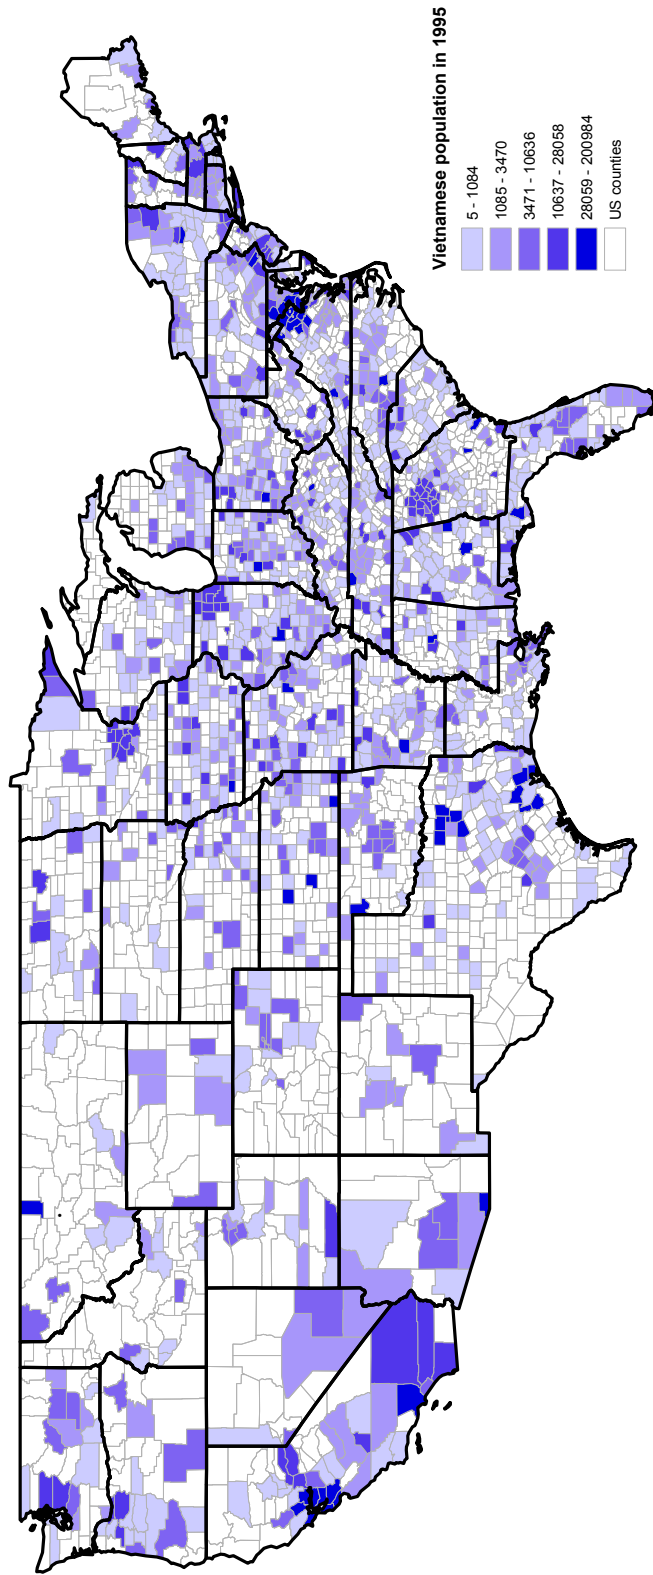 Vietnamese population in 1995
5 - 1084
1085 - 3470
3471 - 10636
10637 - 28058
28059 - 200984
US counties